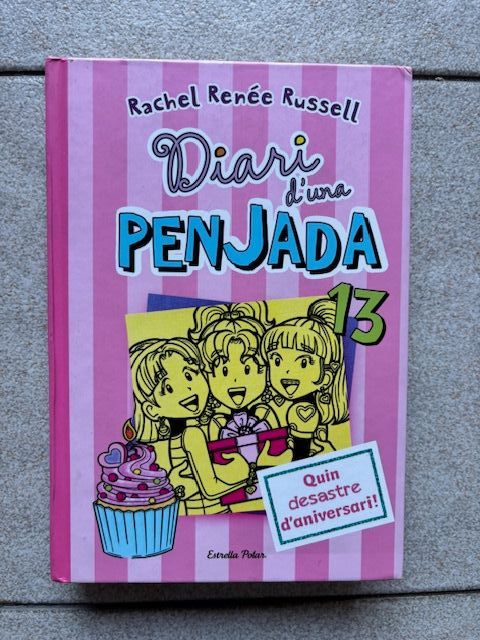 Rachel Renée Russell
Diari
d'una
PENJADA
13
Quin
desastre
d'aniversari!
Estrella Polar